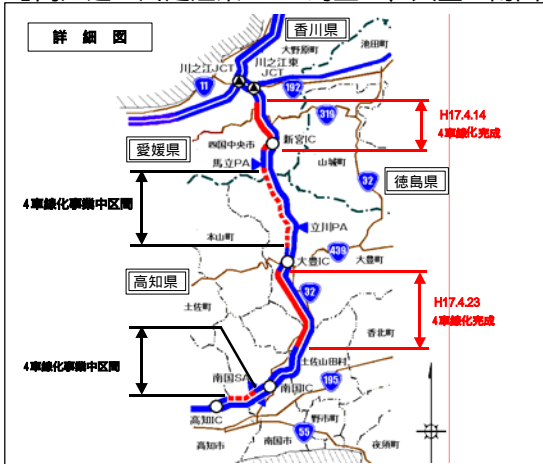 詳 細 図
香川県
大野原町
池田町
川之江東
JCT
川之江JCT
11
192
319
H17.4.14
4車線化完成
新宮IC
四国中央市
愛媛県
馬立PA
山城町
32
徳島県
4車線化事業中区間
立川PA
本山町
439
大豊IC
大豊町
高知県
32
H17.4.23
4車線化完成
土佐町
香北町
土佐山田村
4車線化事業中区間
南国SA
南国IC
195
高知IC
野市町
高知市
南国市
55
夜須町